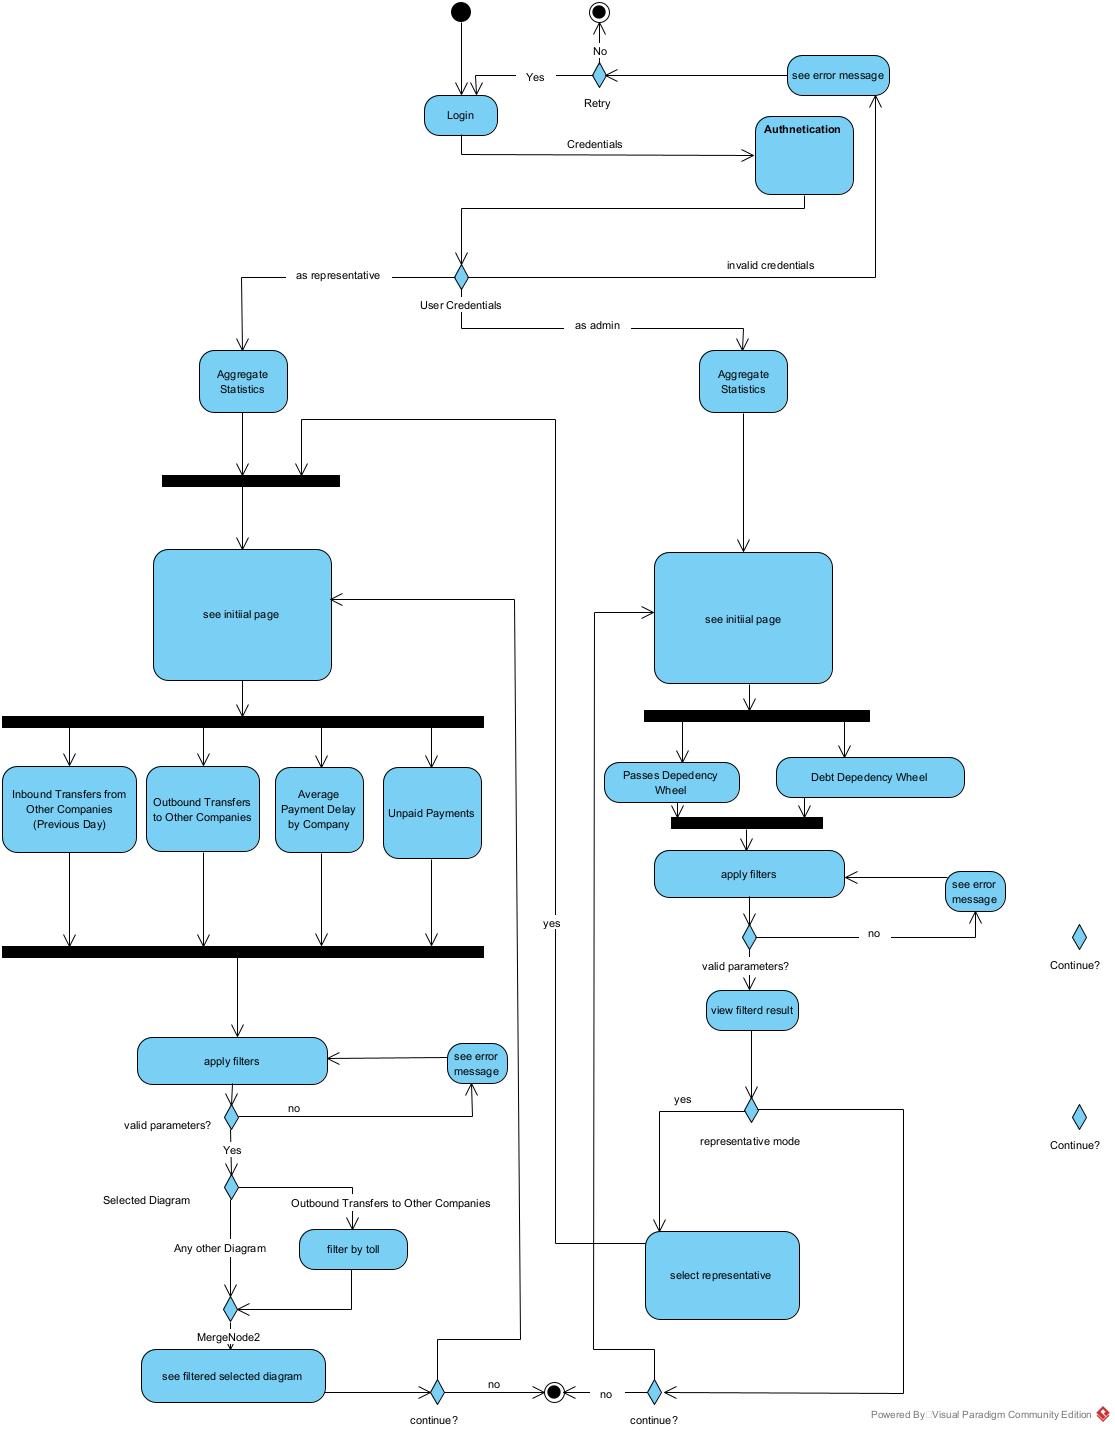 No
Yes
see error message
Retry
Login
Authnetication
Credentials
invalid credentials
as representative
User Credentials
as admin
Aggregate
Statistics
Aggregate
Statistics
see initiial page
see initiial page
Passes Depedency
Wheel
Debt Depedency Wheel
Inbound Transfers from
Other Companies
(Previous Day)
Outbound Transfers
to Other Companies
Average
Payment Delay
by Company
Unpaid Payments
apply filters
see error
message
yes
no
Continue?
valid parameters?
view filterd result
apply filters
see error
message
no
valid parameters?
yes
representative mode
Continue?
Yes
Selected Diagram
Outbound Transfers to Other Companies
Any other Diagram
filter by toll
select representative
MergeNode2
see filtered selected diagram
no
no
continue?
continue?
Powered By Visual Paradigm Community Edition